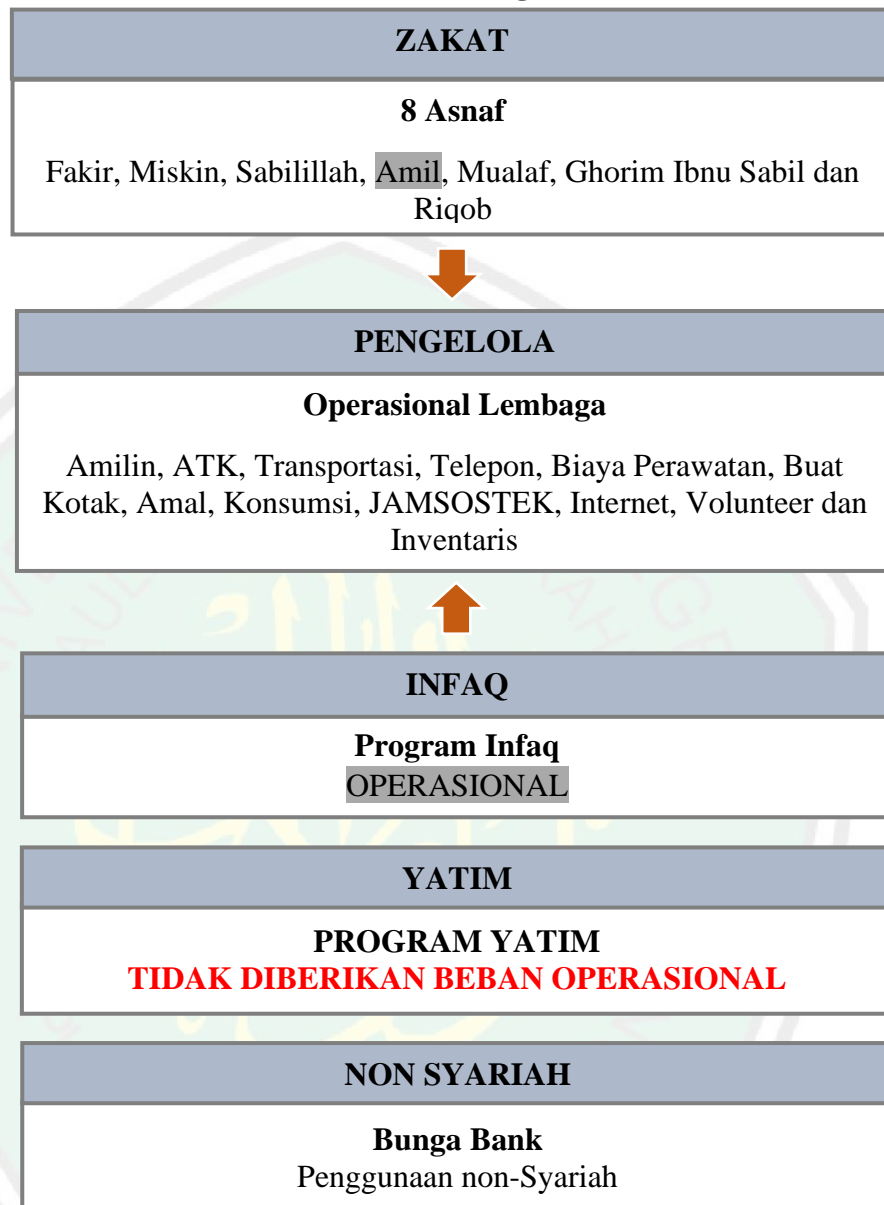 ZAKAT
8 Asnaf
Fakir, Miskin, Sabilillah, Amil, Mualaf, Ghorim Ibnu Sabil dan
Riqob
PENGELOLA
Operasional Lembaga
Amilin, ATK, Transportasi, Telepon, Biaya Perawatan, Buat
Kotak, Amal, Konsumsi, JAMSOSTEK, Internet, Volunteer dan
Inventaris
INFAQ
Program Infaq
OPERASIONAL
YATIM
PROGRAM YATIM
TIDAK DIBERIKAN BEBAN OPERASIONAL
NON SYARIAH
Bunga Bank
Penggunaan non-Syariah